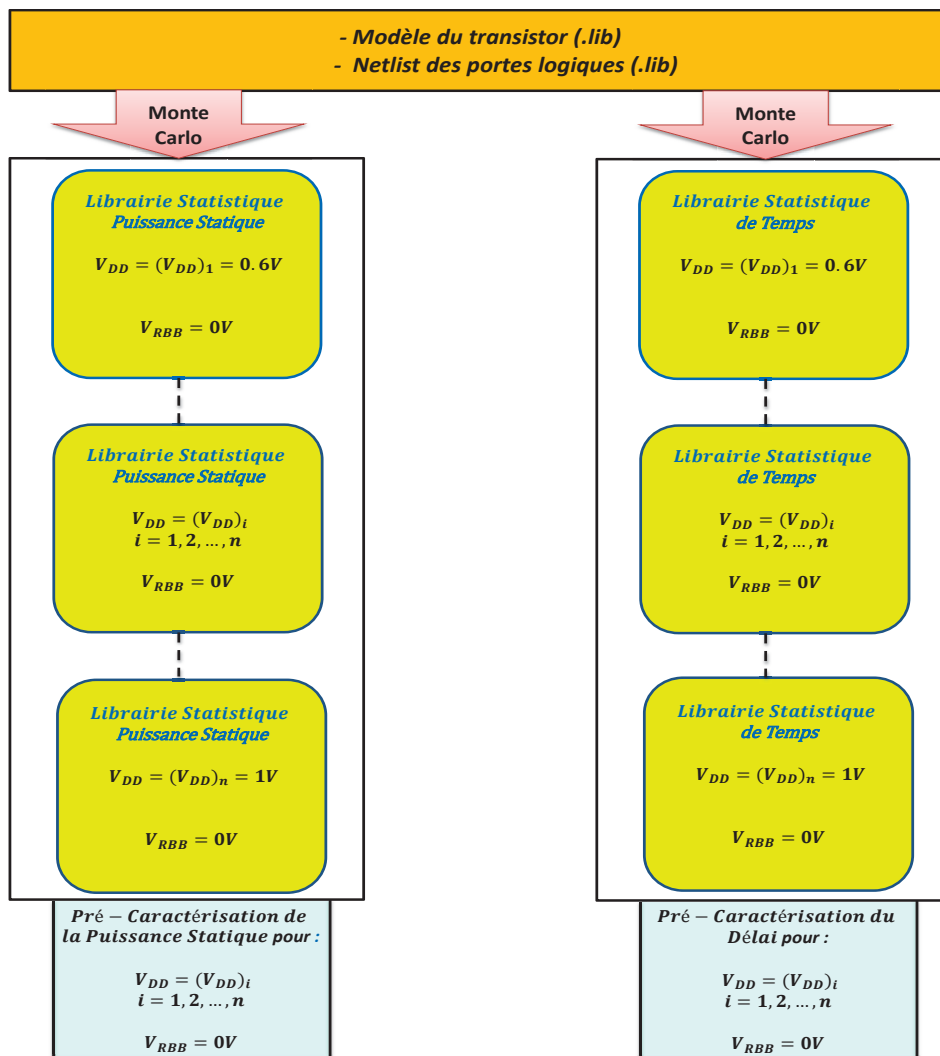 - Modèle du transistor (.lib)
- Netlist des portes logiques (.lib)
Monte
Carlo
Librairie Statistique
Puissance Statique
V_DD = (V_DD)_1 = 0.6V
V_RBB = 0V
Librairie Statistique
Puissance Statique
V_DD = (V_DD)_i
i = 1, 2, ..., n
V_RBB = 0V
Librairie Statistique
Puissance Statique
V_DD = (V_DD)_n = 1V
V_RBB = 0V
Pré − Caractérisation de
la Puissance Statique pour :
V_DD = (V_DD)_i
i = 1, 2, ..., n
V_RBB = 0V
Monte
Carlo
Librairie Statistique
de Temps
V_DD = (V_DD)_1 = 0.6V
V_RBB = 0V
Librairie Statistique
de Temps
V_DD = (V_DD)_i
i = 1, 2, ..., n
V_RBB = 0V
Librairie Statistique
de Temps
V_DD = (V_DD)_n = 1V
V_RBB = 0V
Pré − Caractérisation du
Délai pour :
V_DD = (V_DD)_i
i = 1, 2, ..., n
V_RBB = 0V